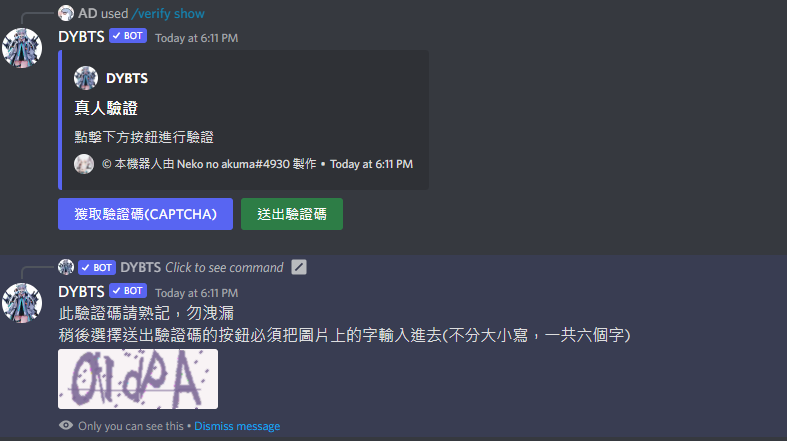 AD used /verify show
DYBTS ✓ BOT Today at 6:11 PM
DYBTS
真人驗證
點擊下方按鈕進行驗證
© 本機器人由 Neko no akuma#4930 製作 • Today at 6:11 PM
獲取驗證碼(CAPTCHA) 送出驗證碼
✓ BOT DYBTS Click to see command
DYBTS ✓ BOT Today at 6:11 PM
此驗證碼請熟記，勿洩漏
稍後選擇送出驗證碼的按鈕必須把圖片上的字輸入進去(不分大小寫，一共六個字)
Only you can see this • Dismiss message